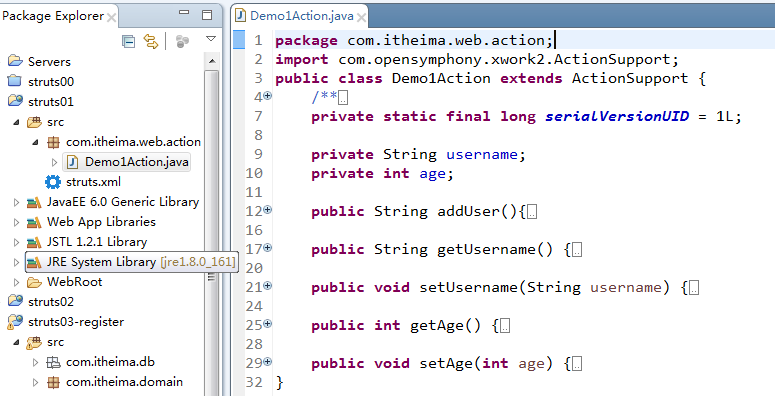 Package Explorer
Servers
struts00
struts01
src
com.itheima.web.action
Demo1Action.java
struts.xml
JavaEE 6.0 Generic Library
Web App Libraries
JSTL 1.2.1 Library
JRE System Library [jre1.8.0_161]
WebRoot
struts02
struts03-register
src
com.itheima.db
com.itheima.domain
Demo1Action.java
1 package com.itheima.web.action;
2 import com.opensymphony.xwork2.ActionSupport;
3 public class Demo1Action extends ActionSupport {
4 /**
7 private static final long serialVersionUID = 1L;
8
9 private String username;
10 private int age;
11
12 public String addUser(){
16
17 public String getUsername() {
20
21 public void setUsername(String username) {
24
25 public int getAge() {
28
29 public void setAge(int age) {
32 }